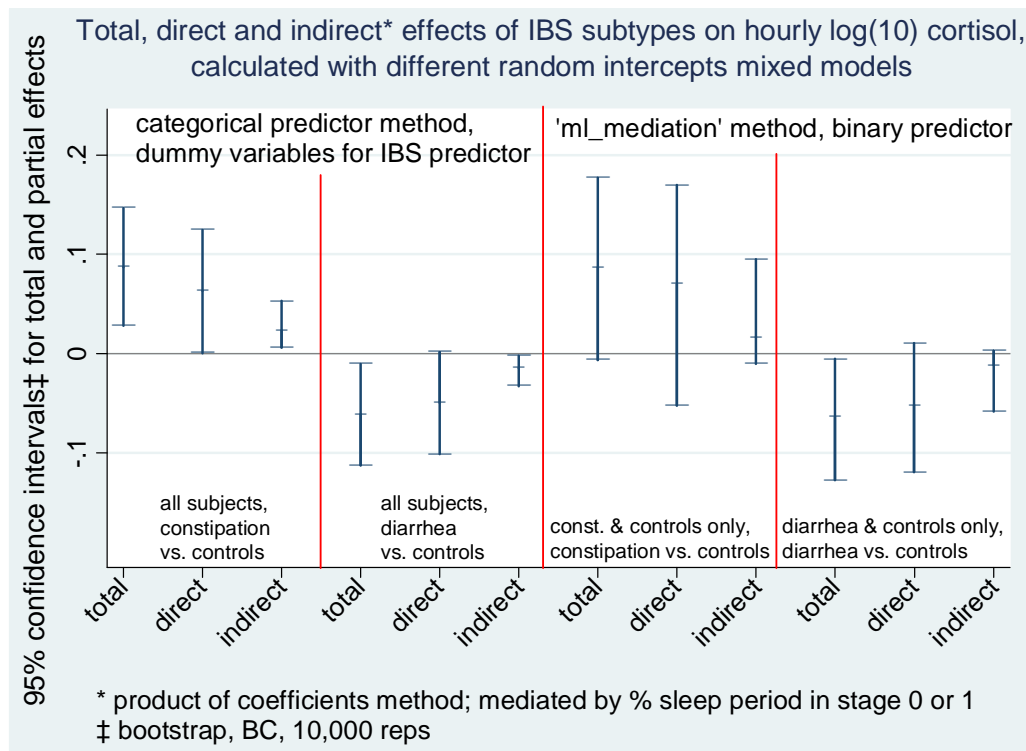 Total, direct and indirect* effects of IBS subtypes on hourly log(10) cortisol,
calculated with different random intercepts mixed models
95% confidence intervals‡ for total and partial effects
categorical predictor method,
dummy variables for IBS predictor
'ml_mediation' method, binary predictor
.2
.1
0
-.1
all subjects,
constipation
vs. controls
all subjects,
diarrhea
vs. controls
const. & controls only,
constipation vs. controls
diarrhea & controls only,
diarrhea vs. controls
total
direct
indirect
total
direct
indirect
total
direct
indirect
total
direct
indirect
* product of coefficients method; mediated by % sleep period in stage 0 or 1
‡ bootstrap, BC, 10,000 reps